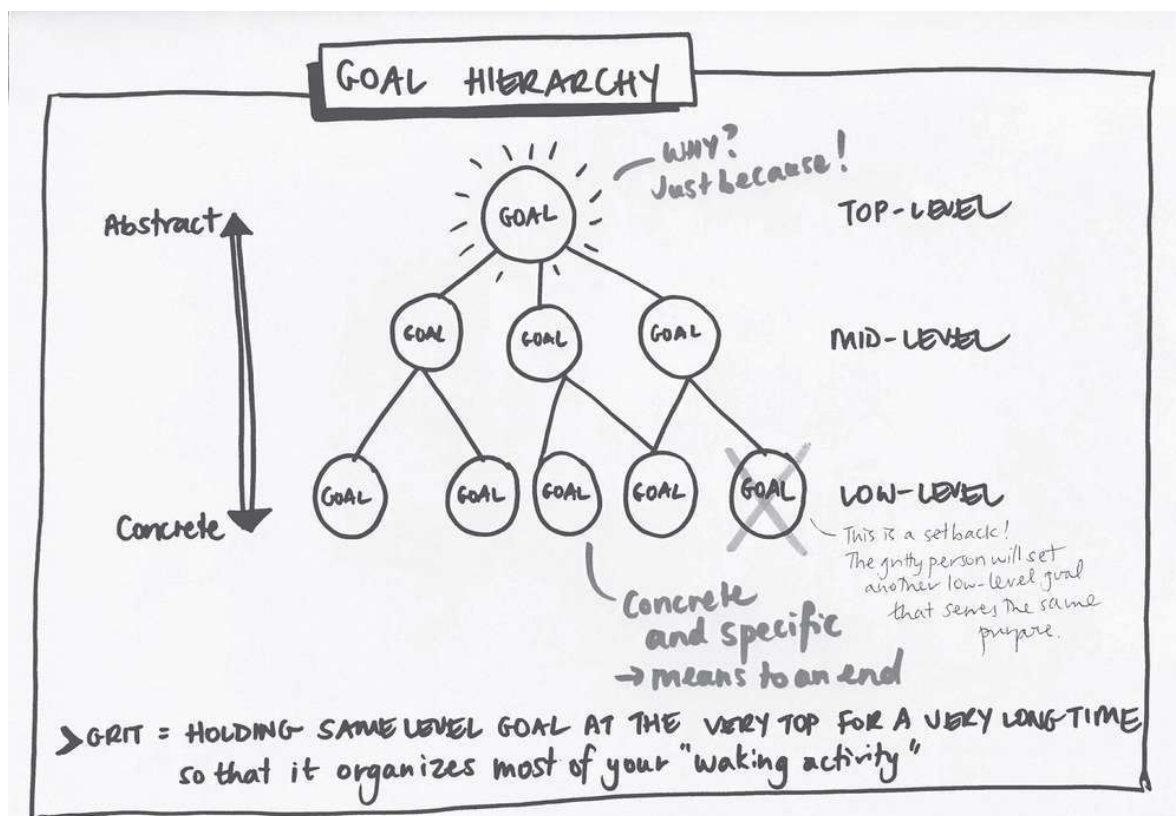 GOAL HIERARCHY
WHY?
Just because!
Abstract
GOAL
TOP-LEVEL
GOAL
GOAL
GOAL
MID-LEVEL
GOAL
GOAL
GOAL
GOAL
GOAL
LOW-LEVEL
Concrete
This is a setback!
The gritty person will set
another low-level goal
that serves the same
purpose.
Concrete
and specific
→ means to an end
> GRIT = HOLDING SAME LEVEL GOAL AT THE VERY TOP FOR A VERY LONG TIME
so that it organizes most of your "waking activity"